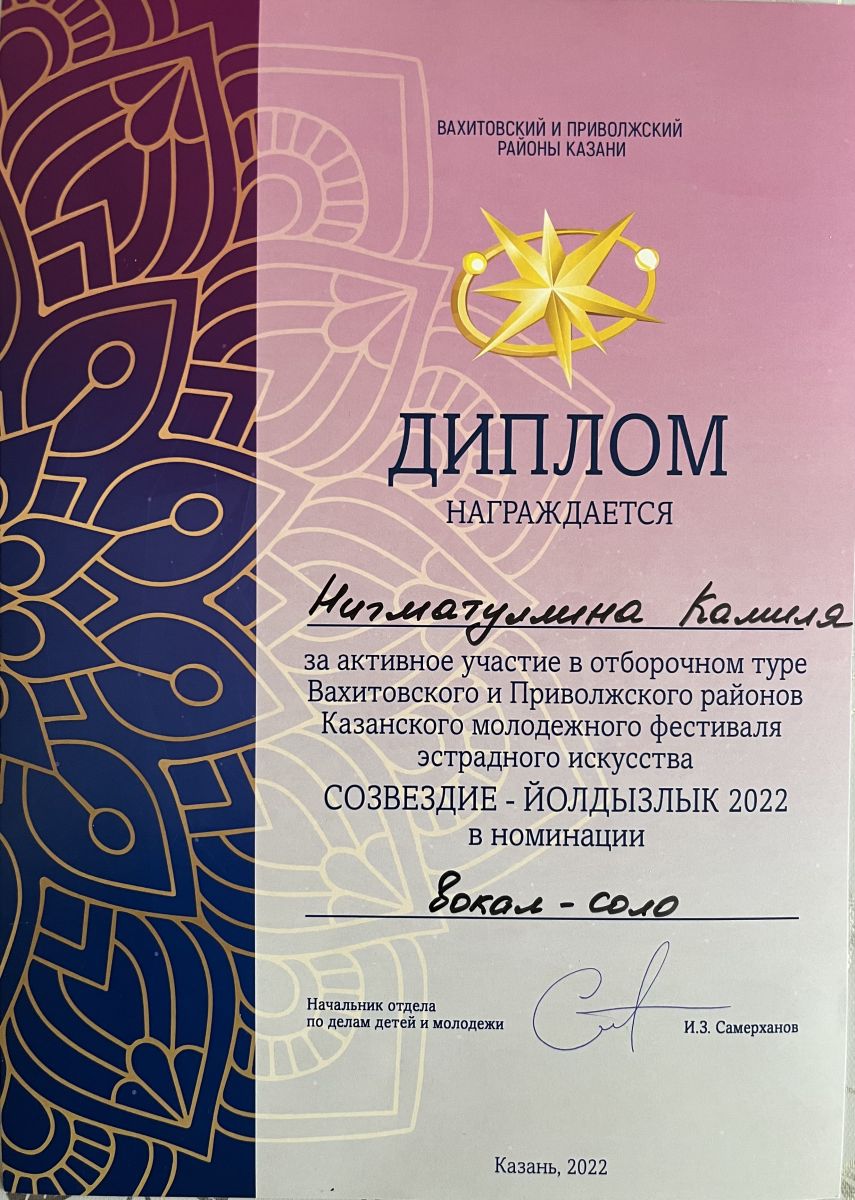 ВАХИТОВСКИЙ И ПРИВОЛЖСКИЙ
РАЙОНЫ КАЗАНИ
ДИПЛОМ
НАГРАЖДАЕТСЯ
Нигматуллина Камиля
за активное участие в отборочном туре
Вахитовского и Приволжского районов
Казанского молодежного фестиваля
эстрадного искусства
СОЗВЕЗДИЕ - ЙОЛДЫЗЛЫК 2022
в номинации
вокал - соло
Начальник отдела
по делам детей и молодежи
И.З. Самерханов
Казань, 2022